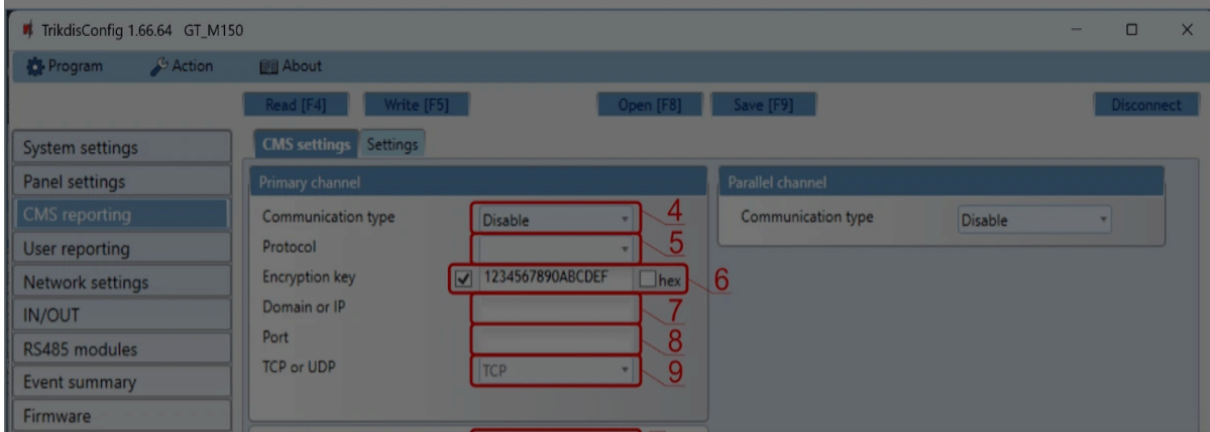 TrikdisConfig 1.66.64 GT_M150
Program Action About
Read [F4] Write [F5] Open [F8] Save [F9] Disconnect
System settings
Panel settings
CMS reporting
User reporting
Network settings
IN/OUT
RS485 modules
Event summary
Firmware
CMS settings Settings
Primary channel
Communication type Disable 4
Protocol 5
Encryption key 1234567890ABCDEF hex 6
Domain or IP 7
Port 8
TCP or UDP TCP 9
Parallel channel
Communication type Disable